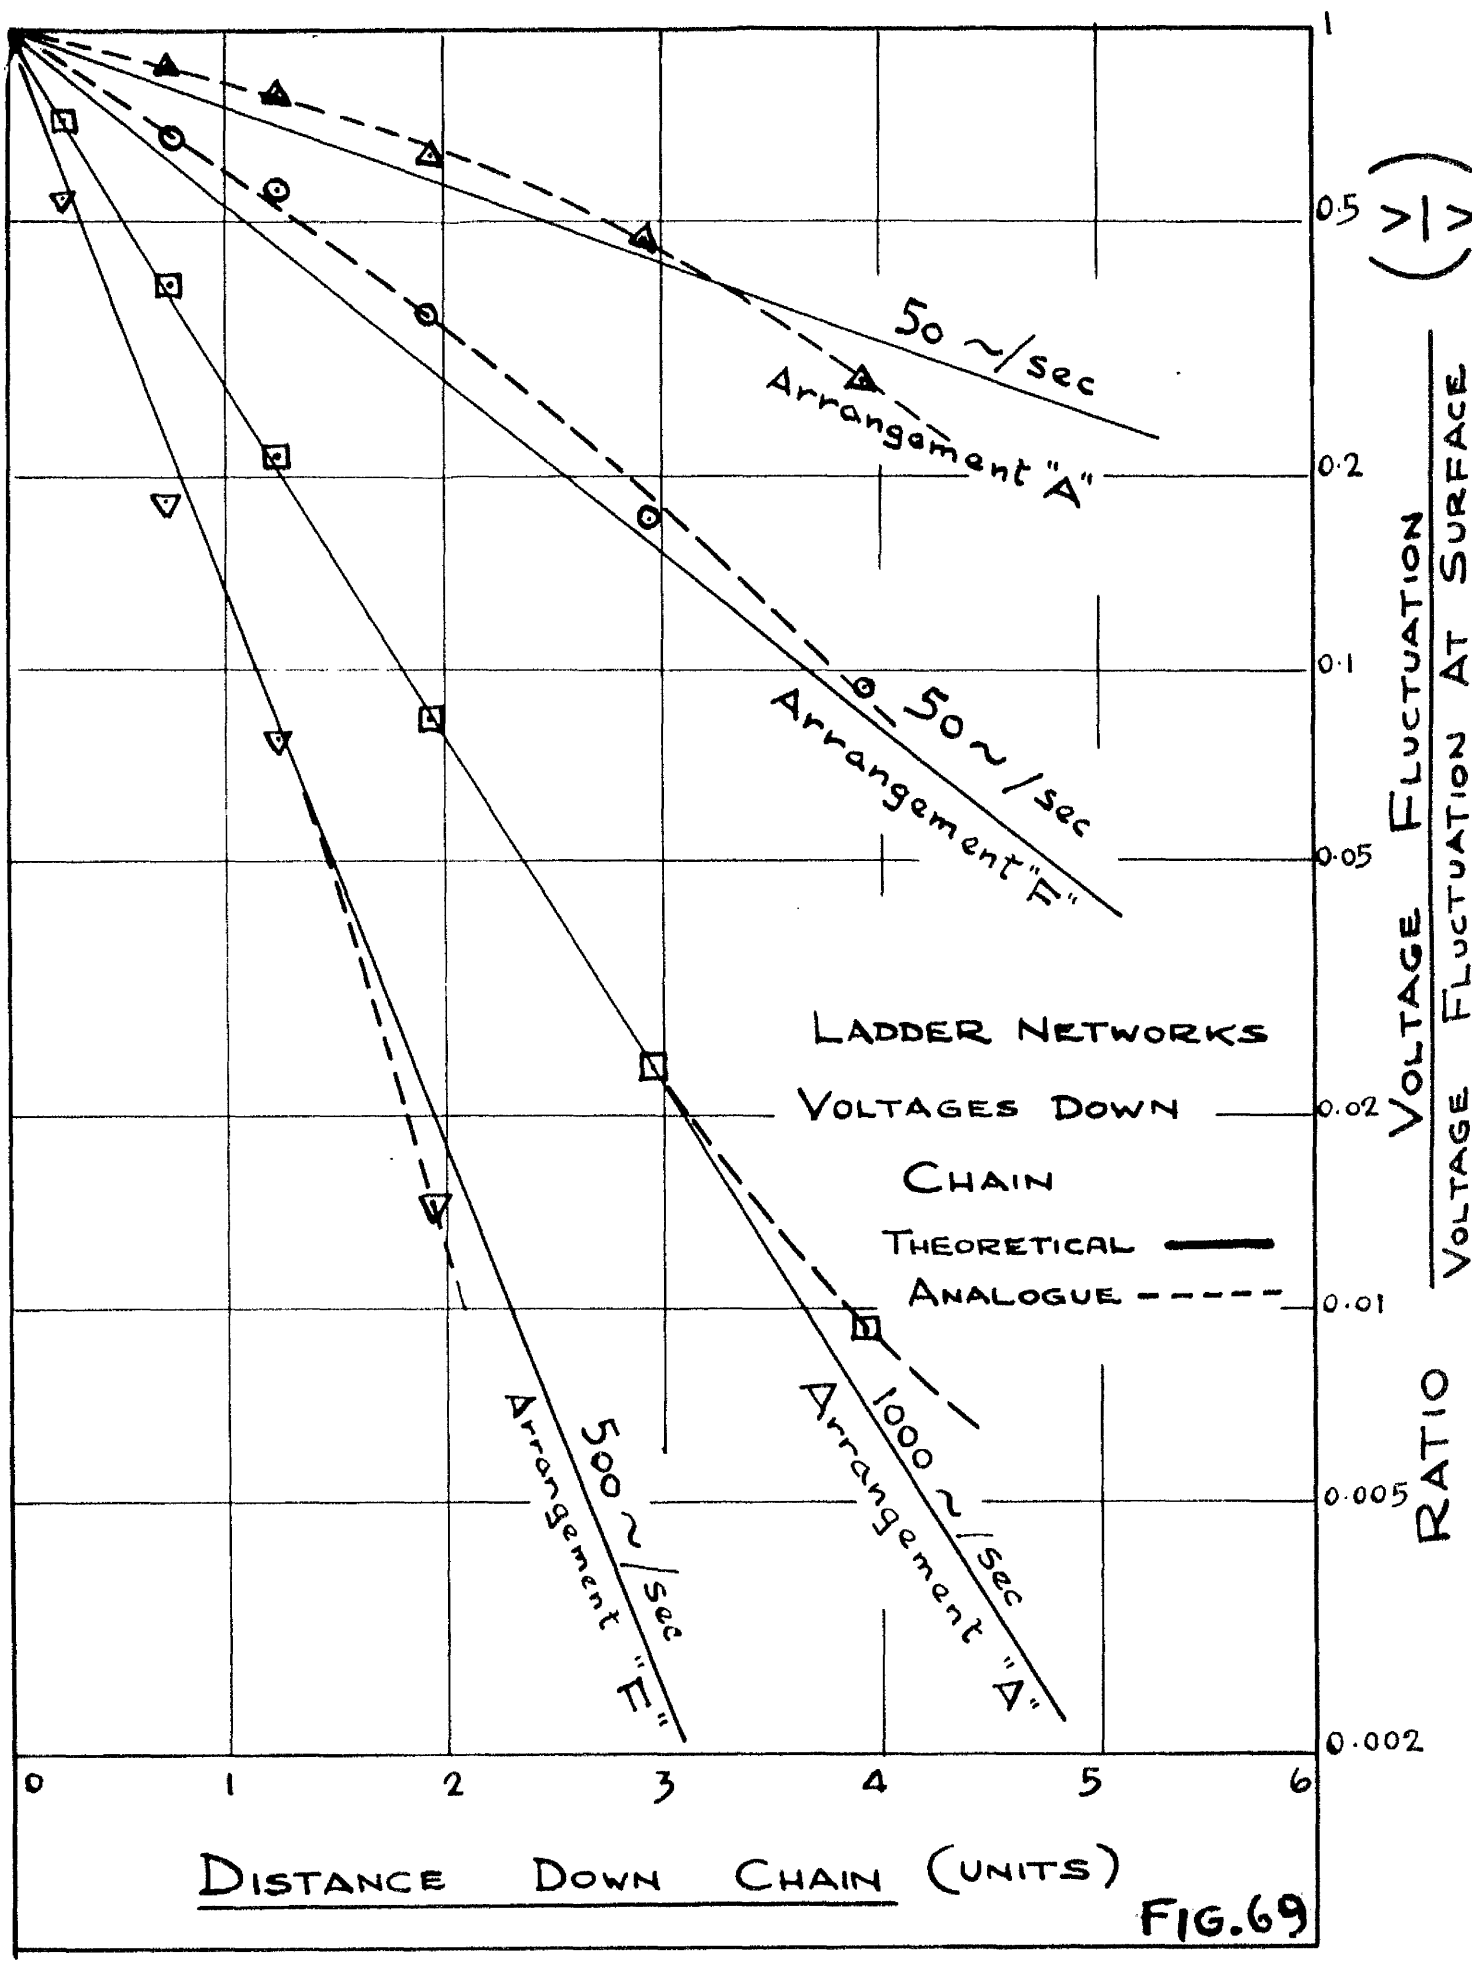 1
0.5
0.2
0.1
0.05
0.02
0.01
0.005
0.002
RATIO VOLTAGE FLUCTUATION
VOLTAGE FLUCTUATION AT SURFACE
(V/V)
50 ~/sec
Arrangement "A"
50 ~/sec
Arrangement "F"
LADDER NETWORKS
VOLTAGES DOWN
CHAIN
THEORETICAL
ANALOGUE
500 ~/sec
Arrangement "F"
1000 ~/sec
Arrangement "A"
0 1 2 3 4 5 6
DISTANCE DOWN CHAIN (UNITS)
FIG.69